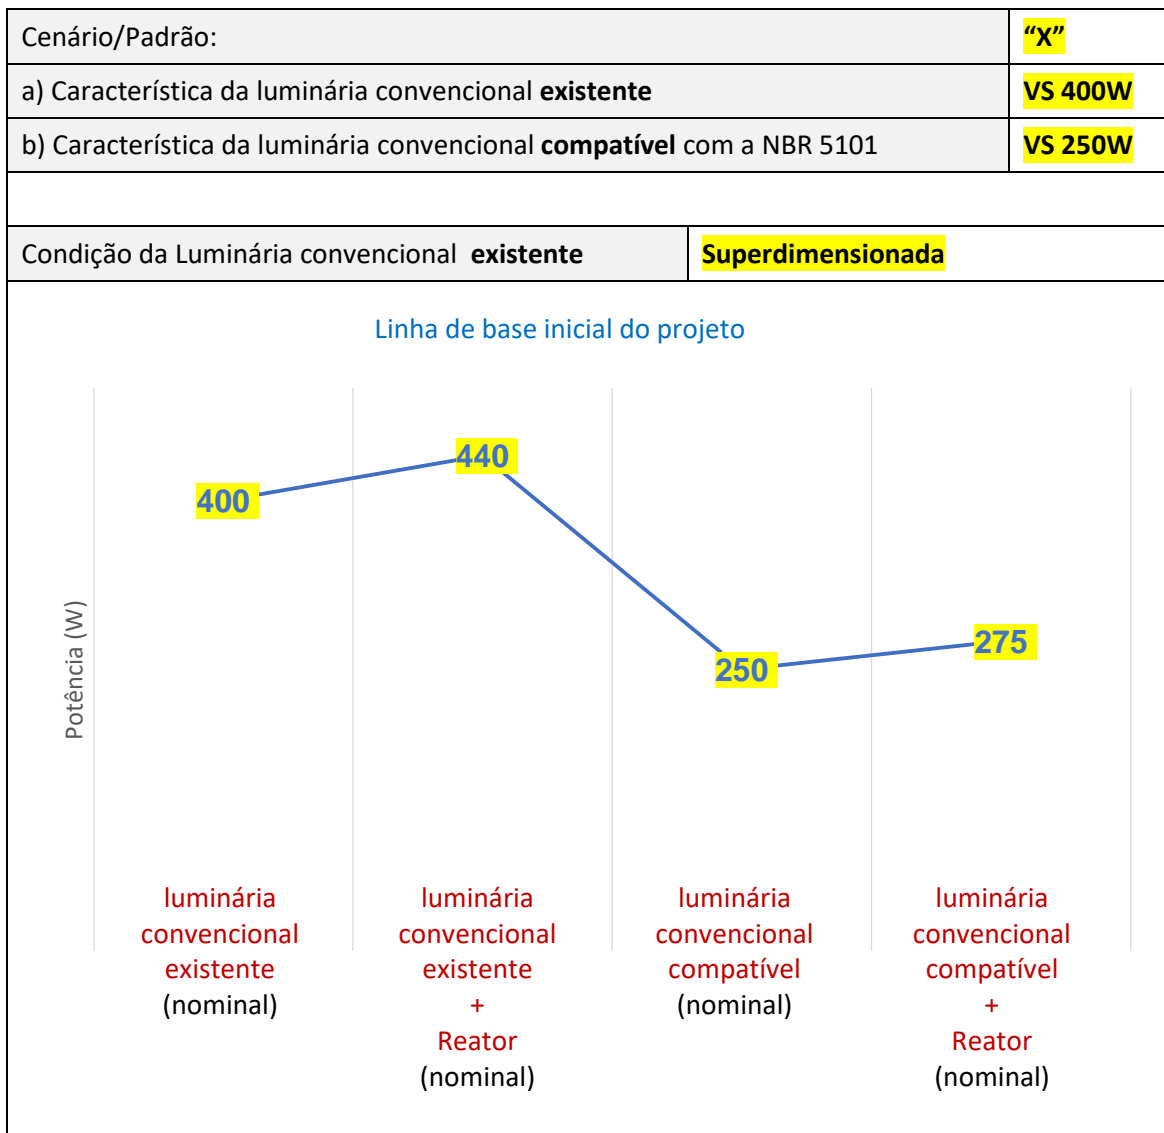 Cenário/Padrão: “X”
a) Característica da luminária convencional existente VS 400W
b) Característica da luminária convencional compatível com a NBR 5101 VS 250W
Condição da Luminária convencional existente Superdimensionada
Linha de base inicial do projeto
440
400
275
250
Potência (W)
luminária convencional existente (nominal)
luminária convencional existente + Reator (nominal)
luminária convencional compatível (nominal)
luminária convencional compatível + Reator (nominal)